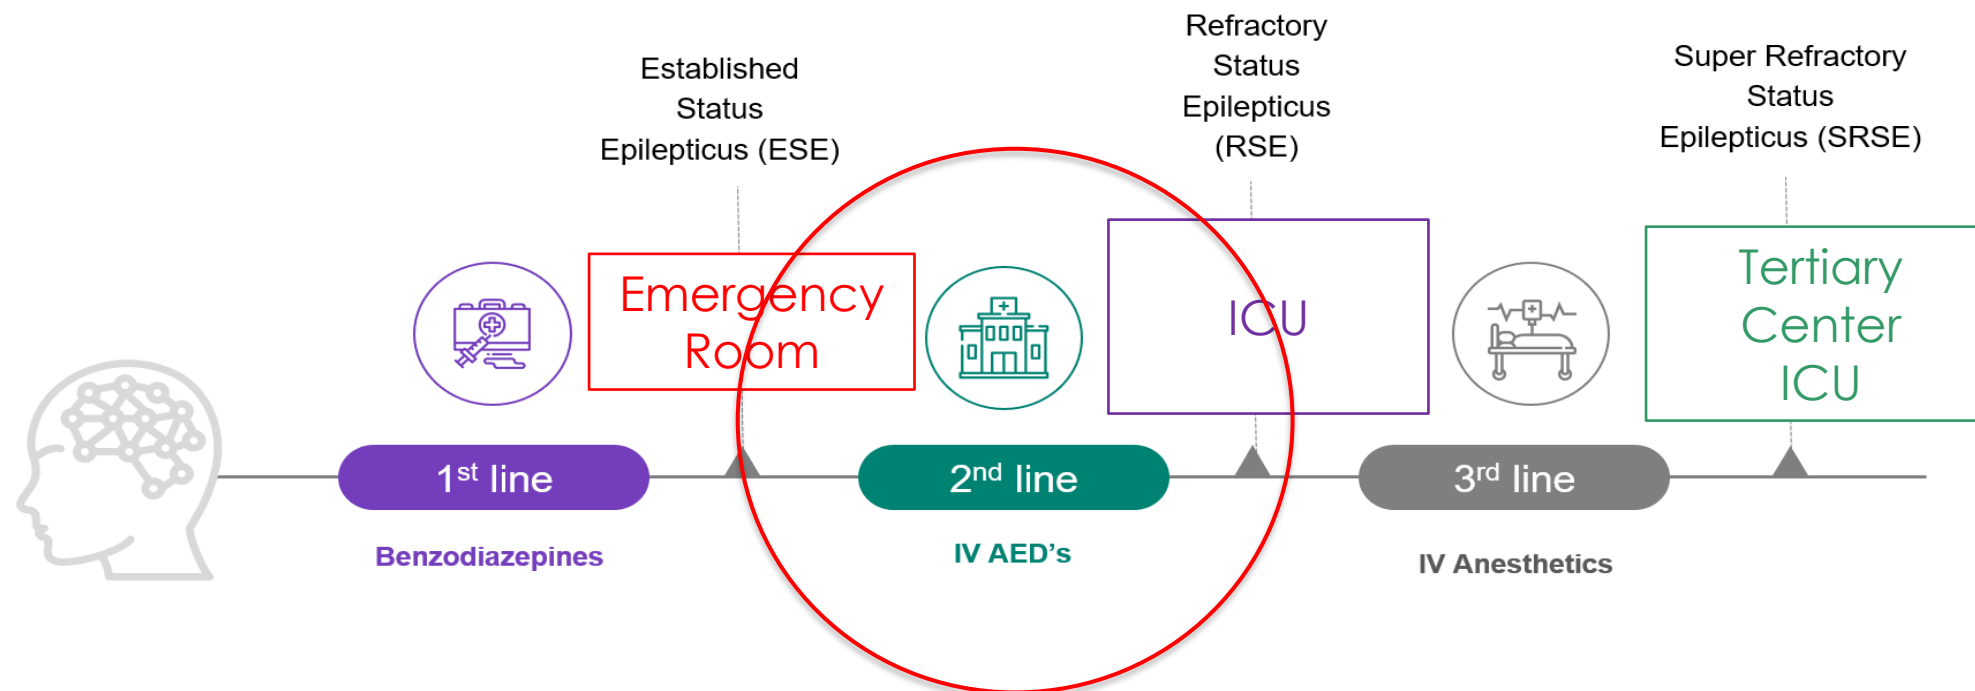 Established
Status
Epilepticus (ESE)
Refractory
Status
Epilepticus
(RSE)
Super Refractory
Status
Epilepticus (SRSE)
Emergency
Room
ICU
Tertiary
Center
ICU
1st line
2nd line
3rd line
Benzodiazepines
IV AED's
IV Anesthetics